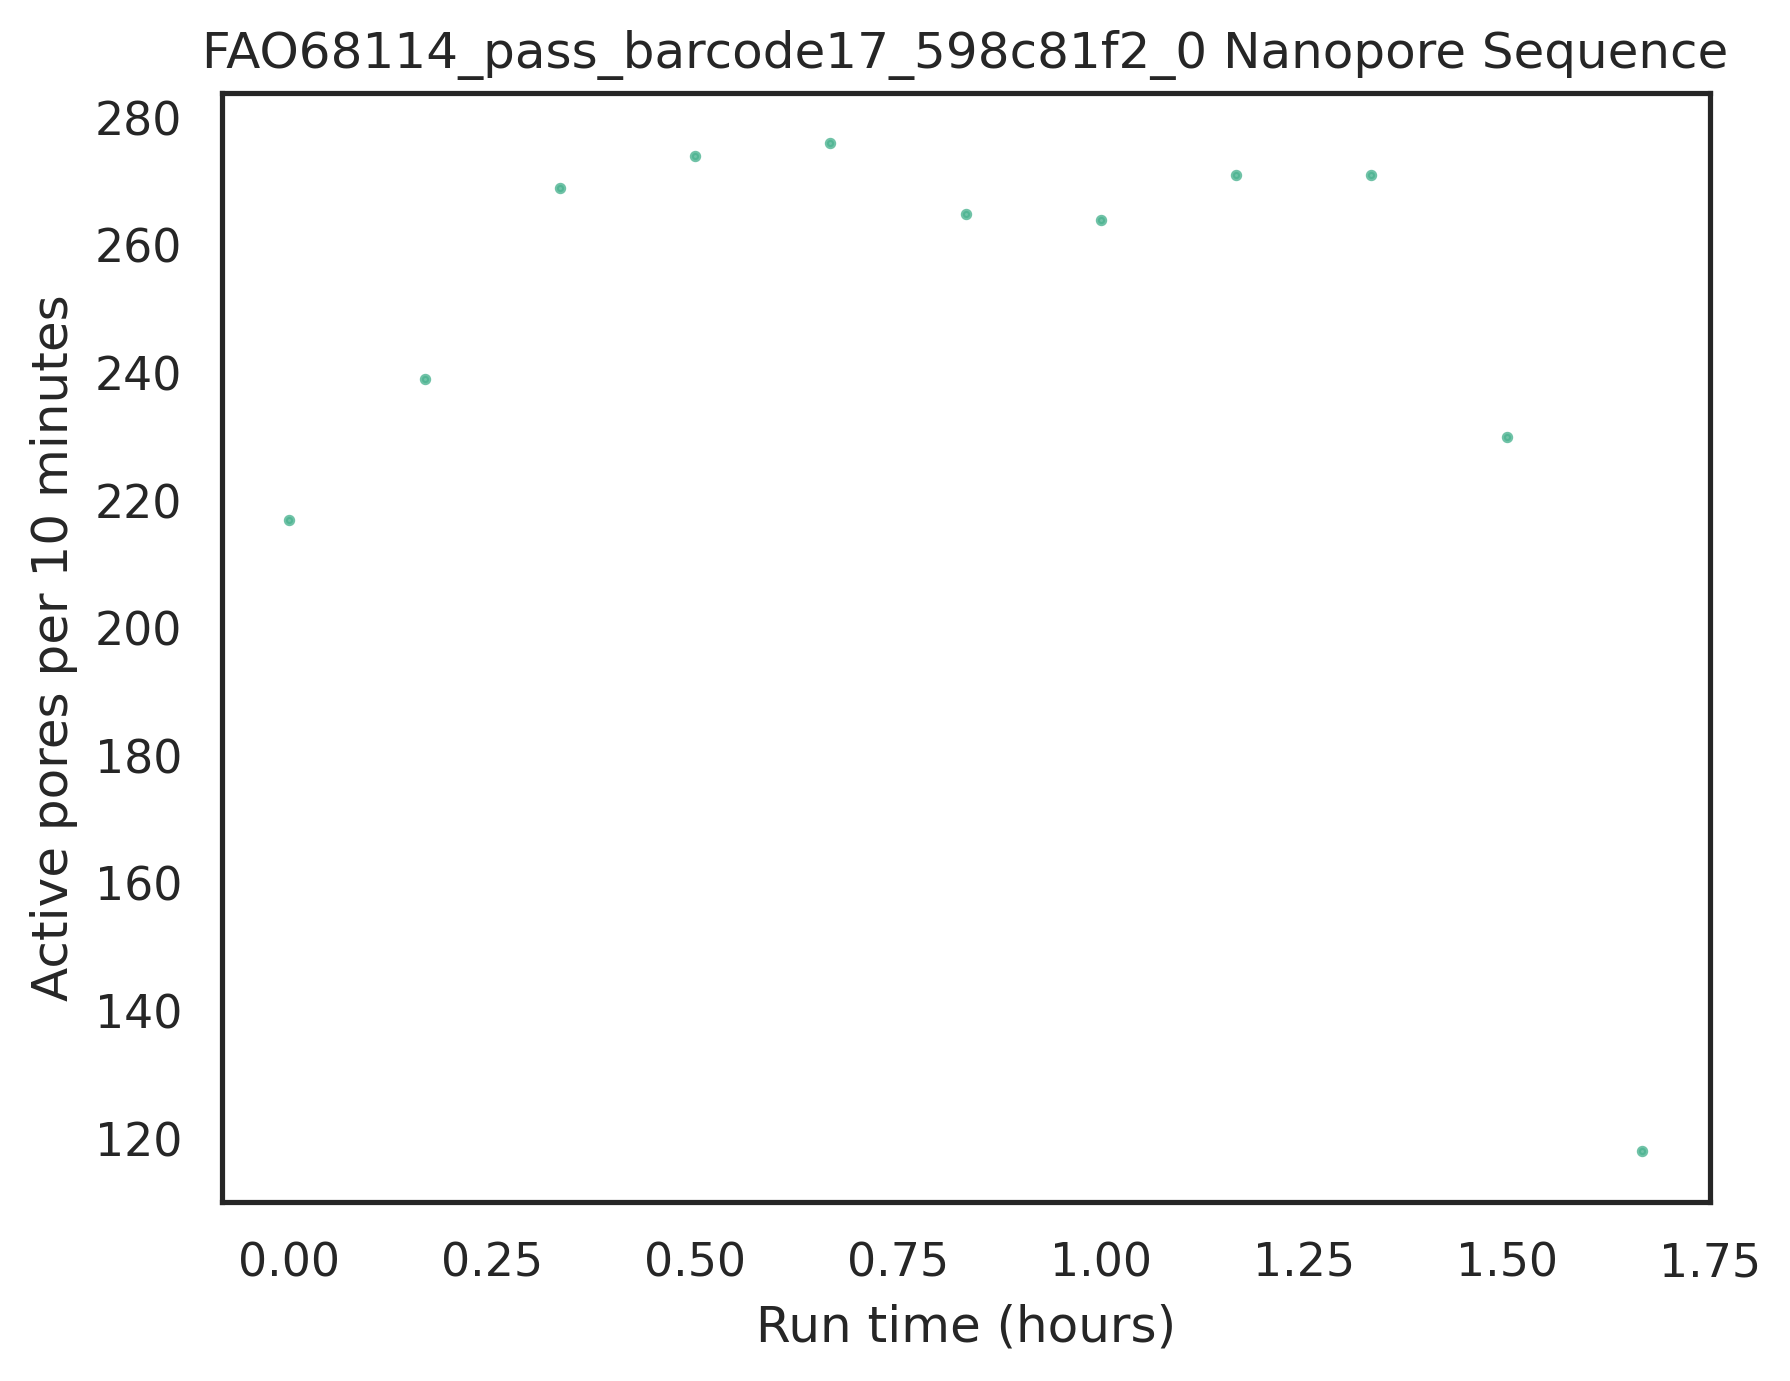 FAO68114_pass_barcode17_598c81f2_0 Nanopore Sequence
280
260
240
220
200
180
160
140
120
Active pores per 10 minutes
0.00 0.25 0.50 0.75 1.00 1.25 1.50 1.75
Run time (hours)